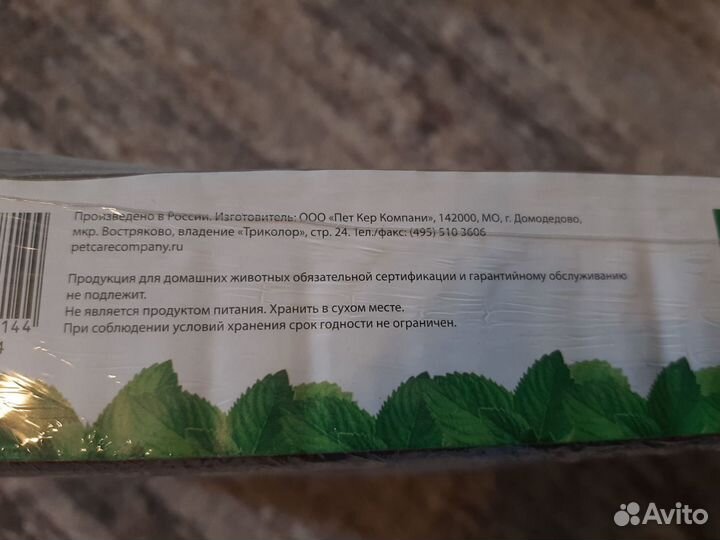 Произведено в России. Изготовитель: ООО «Пет Кер Компани», 142000, МО, г. Домодедово,
мкр. Востряково, владение «Триколор», стр. 24. Тел./факс: (495) 510 3606
petcarecompany.ru
Продукция для домашних животных обязательной сертификации и гарантийному обслуживанию
не подлежит.
Не является продуктом питания. Хранить в сухом месте.
При соблюдении условий хранения срок годности не ограничен.
144
4
Avito